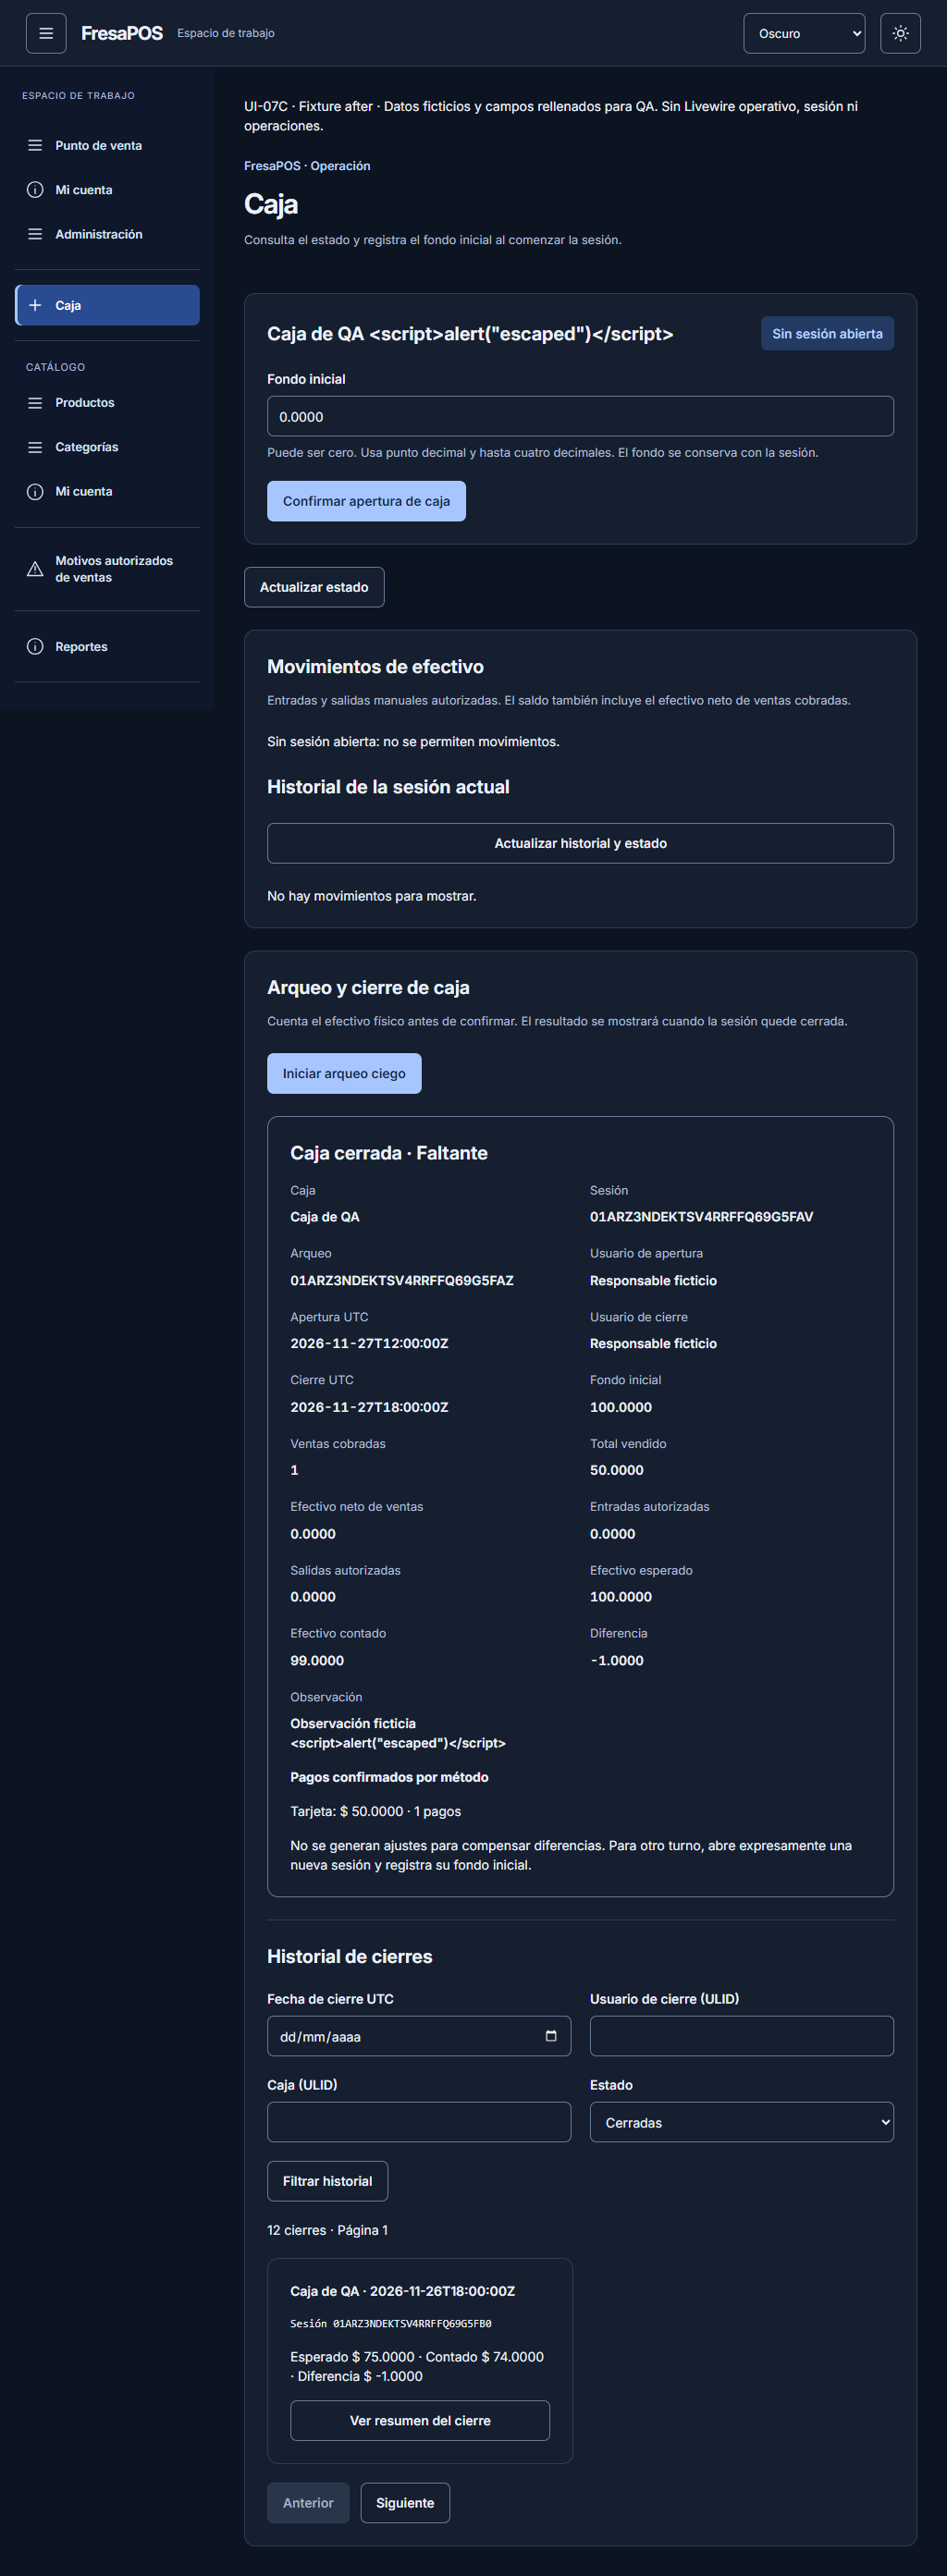 FresaPOS
Espacio de trabajo
Oscuro
ESPACIO DE TRABAJO
Punto de venta
Mi cuenta
Administración
Caja
CATÁLOGO
Productos
Categorías
Mi cuenta
Motivos autorizados
de ventas
Reportes
UI-07C · Fixture after · Datos ficticios y campos rellenados para QA. Sin Livewire operativo, sesión ni
operaciones.
FresaPOS · Operación
Caja
Consulta el estado y registra el fondo inicial al comenzar la sesión.
Caja de QA <script>alert("escaped")</script>
Sin sesión abierta
Fondo inicial
0.0000
Puede ser cero. Usa punto decimal y hasta cuatro decimales. El fondo se conserva con la sesión.
Confirmar apertura de caja
Actualizar estado
Movimientos de efectivo
Entradas y salidas manuales autorizadas. El saldo también incluye el efectivo neto de ventas cobradas.
Sin sesión abierta: no se permiten movimientos.
Historial de la sesión actual
Actualizar historial y estado
No hay movimientos para mostrar.
Arqueo y cierre de caja
Cuenta el efectivo físico antes de confirmar. El resultado se mostrará cuando la sesión quede cerrada.
Iniciar arqueo ciego
Caja cerrada · Faltante
Caja
Caja de QA
Sesión
01ARZ3NDEKTSV4RRFFQ69G5FAV
Arqueo
01ARZ3NDEKTSV4RRFFQ69G5FAZ
Usuario de apertura
Responsable ficticio
Apertura UTC
2026-11-27T12:00:00Z
Usuario de cierre
Responsable ficticio
Cierre UTC
2026-11-27T18:00:00Z
Fondo inicial
100.0000
Ventas cobradas
1
Total vendido
50.0000
Efectivo neto de ventas
0.0000
Entradas autorizadas
0.0000
Salidas autorizadas
0.0000
Efectivo esperado
100.0000
Efectivo contado
99.0000
Diferencia
-1.0000
Observación
Observación ficticia
<script>alert("escaped")</script>
Pagos confirmados por método
Tarjeta: $ 50.0000 · 1 pagos
No se generan ajustes para compensar diferencias. Para otro turno, abre expresamente una
nueva sesión y registra su fondo inicial.
Historial de cierres
Fecha de cierre UTC
dd/mm/aaaa
Usuario de cierre (ULID)
Caja (ULID)
Estado
Cerradas
Filtrar historial
12 cierres · Página 1
Caja de QA · 2026-11-26T18:00:00Z
Sesión 01ARZ3NDEKTSV4RRFFQ69G5FB0
Esperado $ 75.0000 · Contado $ 74.0000
· Diferencia $ -1.0000
Ver resumen del cierre
Anterior
Siguiente